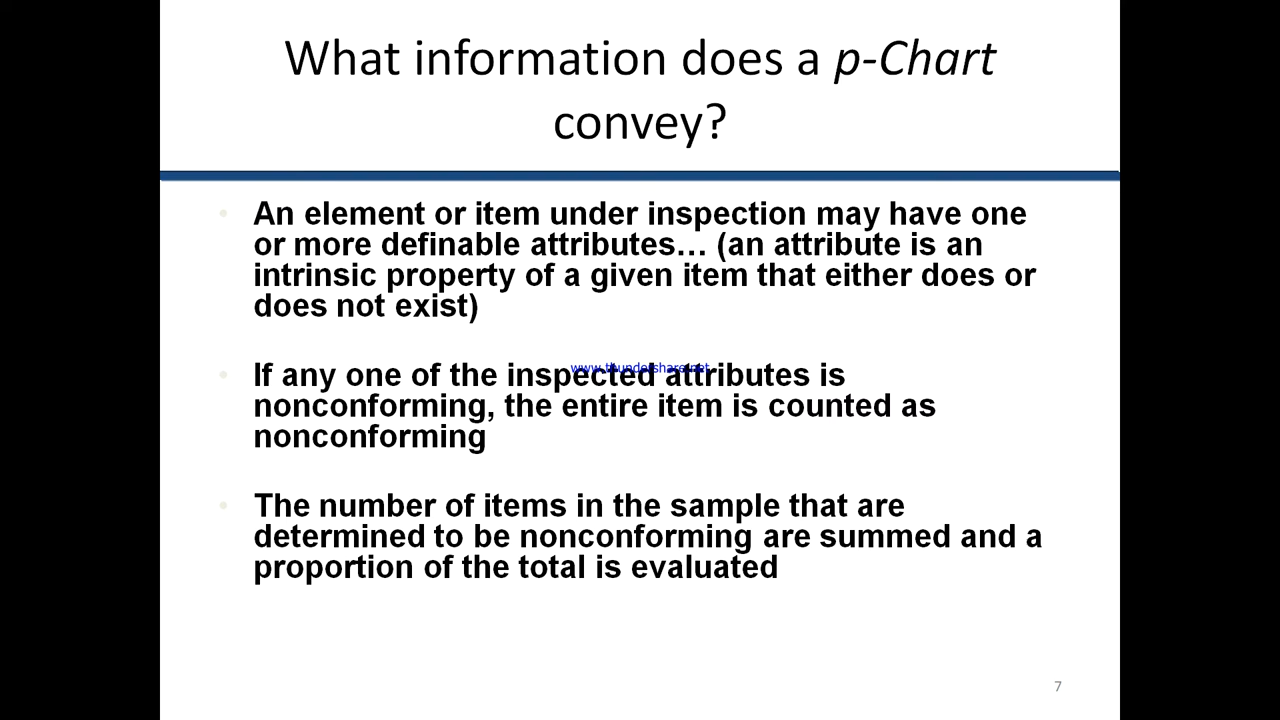 What information does a p-Chart
convey?
• An element or item under inspection may have one
or more definable attributes… (an attribute is an
intrinsic property of a given item that either does or
does not exist)
www.thundershare.net
• If any one of the inspected attributes is
nonconforming, the entire item is counted as
nonconforming
• The number of items in the sample that are
determined to be nonconforming are summed and a
proportion of the total is evaluated
7